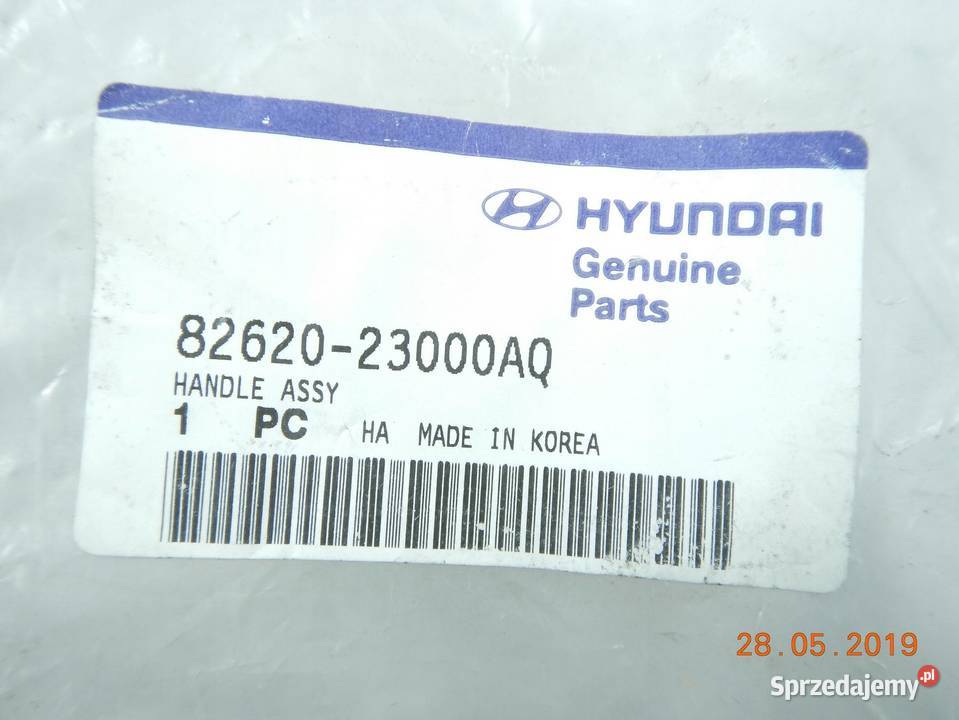 HYUNDAI
Genuine
Parts
82620-23000AQ
HANDLE ASSY
1 PC HA MADE IN KOREA
28.05.2019
Sprzedajemy.pl